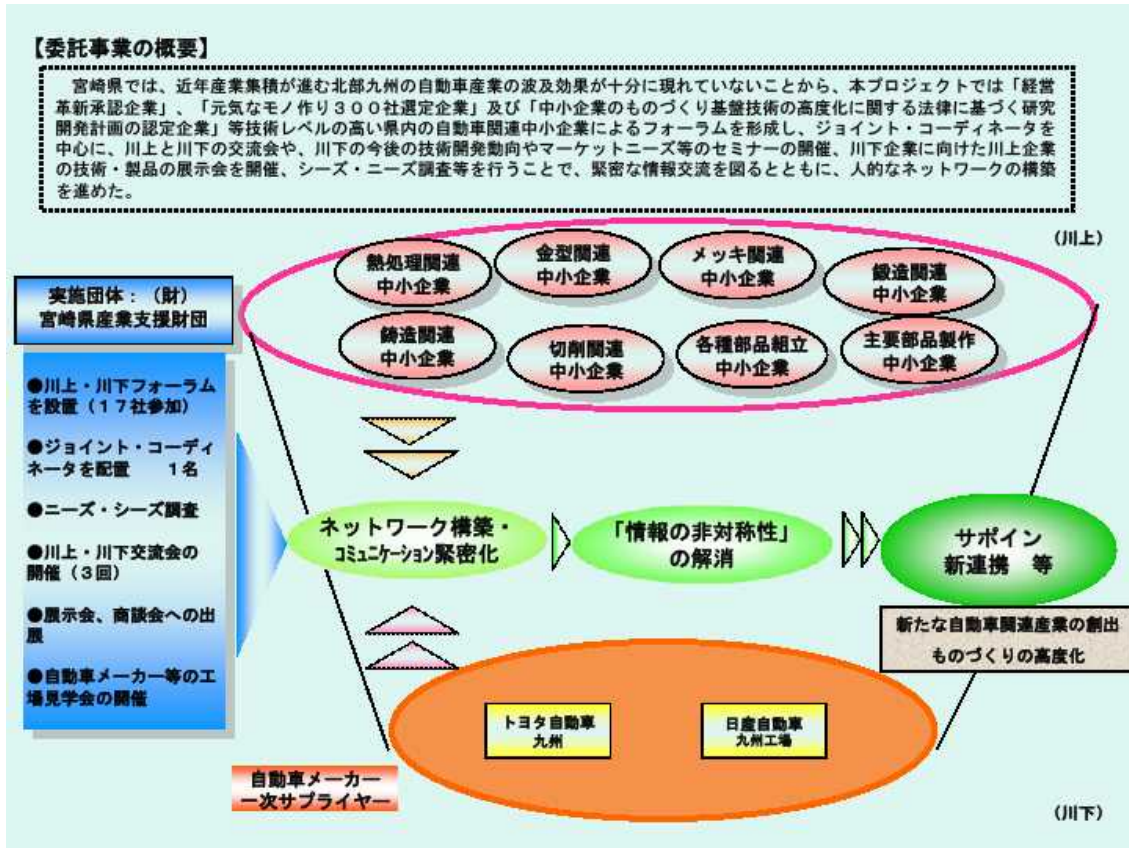 【委託事業の概要】
宮崎県では、近年産業集積が進む北部九州の自動車産業の波及効果が十分に現れていないことから、本プロジェクトでは「経営
革新承認企業」、「元気なモノ作り３００社選定企業」及び「中小企業のものづくり基盤技術の高度化に関する法律に基づく研究
開発計画の認定企業」等技術レベルの高い県内の自動車関連中小企業によるフォーラムを形成し、ジョイント・コーディネータを
中心に、川上と川下の交流会や、川下の今後の技術開発動向やマーケットニーズ等のセミナーの開催、川下企業に向けた川上企業
の技術・製品の展示会を開催、シーズ・ニーズ調査等を行うことで、緊密な情報交流を図るとともに、人的なネットワークの構築
を進めた。
（川上）
熱処理関連
中小企業
金型関連
中小企業
メッキ関連
中小企業
鍛造関連
中小企業
実施団体：（財）
宮崎県産業支援財団
鋳造関連
中小企業
切削関連
中小企業
各種部品組立
中小企業
主要部品製作
中小企業
●川上・川下フォーラム
を設置（１７社参加）
●ジョイント・コーディ
ネータを配置　　１名
●ニーズ・シーズ調査
●川上・川下交流会の
開催（３回）
●展示会、商談会への出
展
●自動車メーカー等の工
場見学会の開催
ネットワーク構築・
ｺﾐｭﾆｹｰｼｮﾝ緊密化
「情報の非対称性」
の解消
サポイン
新連携　等
新たな自動車関連産業の創出
ものづくりの高度化
トヨタ自動車
九州
日産自動車
九州工場
自動車メーカー
一次サプライヤー
（川下）